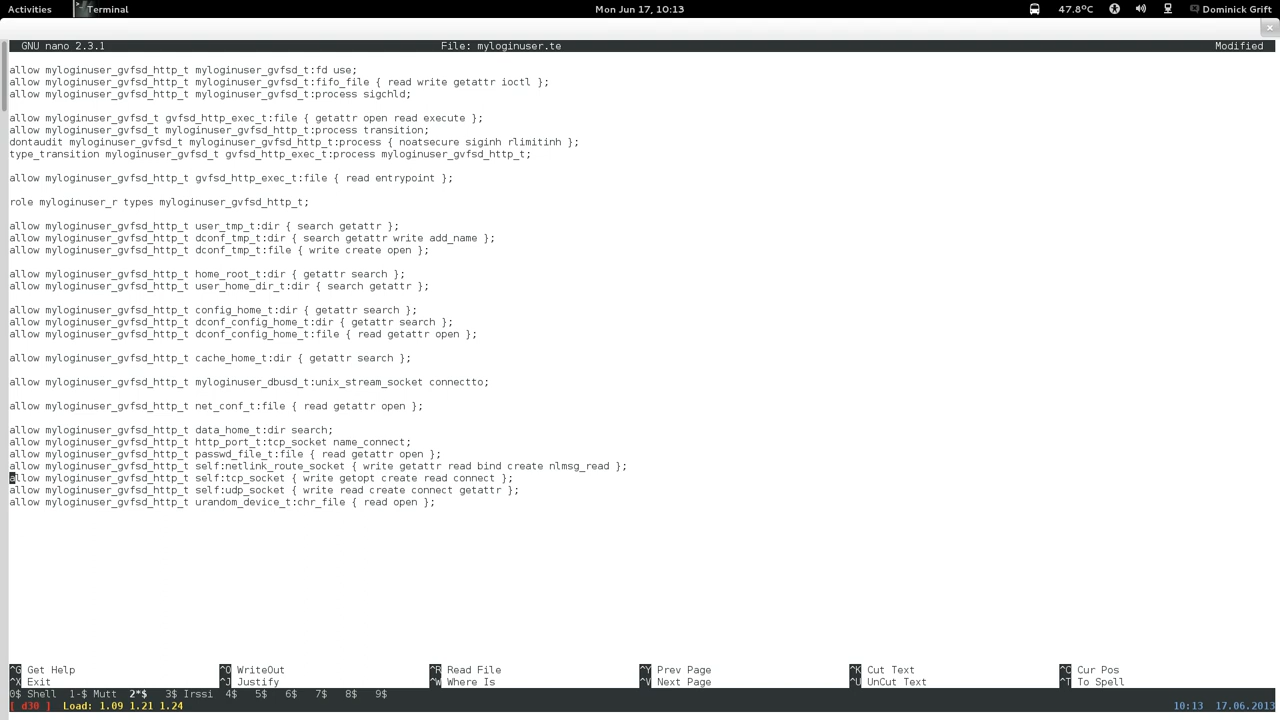 Activities Terminal Mon Jun 17, 10:13 47.8°C Dominick Grift
GNU nano 2.3.1 File: myloginuser.te Modified
allow myloginuser_gvfsd_http_t myloginuser_gvfsd_t:fd use;
allow myloginuser_gvfsd_http_t myloginuser_gvfsd_t:fifo_file { read write getattr ioctl };
allow myloginuser_gvfsd_http_t myloginuser_gvfsd_t:process sigchld;
allow myloginuser_gvfsd_t gvfsd_http_exec_t:file { getattr open read execute };
allow myloginuser_gvfsd_t myloginuser_gvfsd_http_t:process transition;
dontaudit myloginuser_gvfsd_t myloginuser_gvfsd_http_t:process { noatsecure siginh rlimitinh };
type_transition myloginuser_gvfsd_t gvfsd_http_exec_t:process myloginuser_gvfsd_http_t;
allow myloginuser_gvfsd_http_t gvfsd_http_exec_t:file { read entrypoint };
role myloginuser_r types myloginuser_gvfsd_http_t;
allow myloginuser_gvfsd_http_t user_tmp_t:dir { search getattr };
allow myloginuser_gvfsd_http_t dconf_tmp_t:dir { search getattr write add_name };
allow myloginuser_gvfsd_http_t dconf_tmp_t:file { write create open };
allow myloginuser_gvfsd_http_t home_root_t:dir { getattr search };
allow myloginuser_gvfsd_http_t user_home_dir_t:dir { search getattr };
allow myloginuser_gvfsd_http_t config_home_t:dir { getattr search };
allow myloginuser_gvfsd_http_t dconf_config_home_t:dir { getattr search };
allow myloginuser_gvfsd_http_t dconf_config_home_t:file { read getattr open };
allow myloginuser_gvfsd_http_t cache_home_t:dir { getattr search };
allow myloginuser_gvfsd_http_t myloginuser_dbusd_t:unix_stream_socket connectto;
allow myloginuser_gvfsd_http_t net_conf_t:file { read getattr open };
allow myloginuser_gvfsd_http_t data_home_t:dir search;
allow myloginuser_gvfsd_http_t http_port_t:tcp_socket name_connect;
allow myloginuser_gvfsd_http_t passwd_file_t:file { read getattr open };
allow myloginuser_gvfsd_http_t self:netlink_route_socket { write getattr read bind create nlmsg_read };
allow myloginuser_gvfsd_http_t self:tcp_socket { write getopt create read connect };
allow myloginuser_gvfsd_http_t self:udp_socket { write read create connect getattr };
allow myloginuser_gvfsd_http_t urandom_device_t:chr_file { read open };
^G Get Help ^O WriteOut ^R Read File ^Y Prev Page ^K Cut Text ^C Cur Pos
^X Exit ^J Justify ^W Where Is ^V Next Page ^U UnCut Text ^T To Spell
0$ Shell 1-$ Mutt 2*$ 3$ Irssi 4$ 5$ 6$ 7$ 8$ 9$
[ d30 ] Load: 1.09 1.21 1.24 10:13 17.06.2013